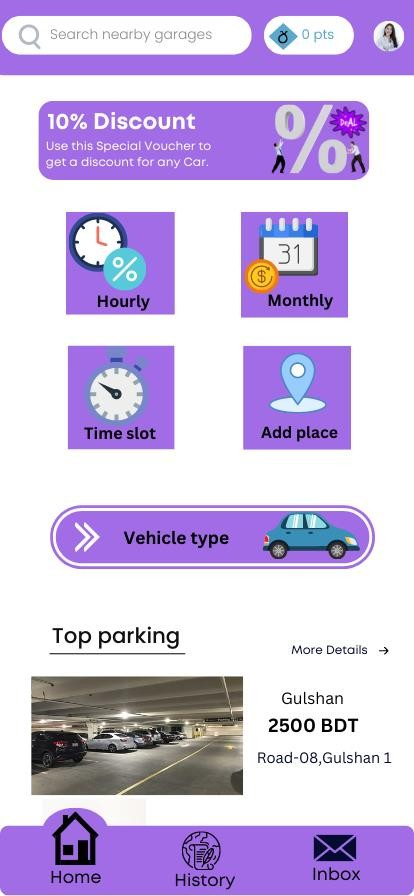 Search nearby garages
0 pts
10% Discount
DeAL
Use this Special Voucher to
get a discount for any Car.
%
%
Hourly
31
$
Monthly
Time slot
Add place
Vehicle type
Top parking
More Details →
Gulshan
2500 BDT
Road-08,Gulshan 1
Home
History
Inbox